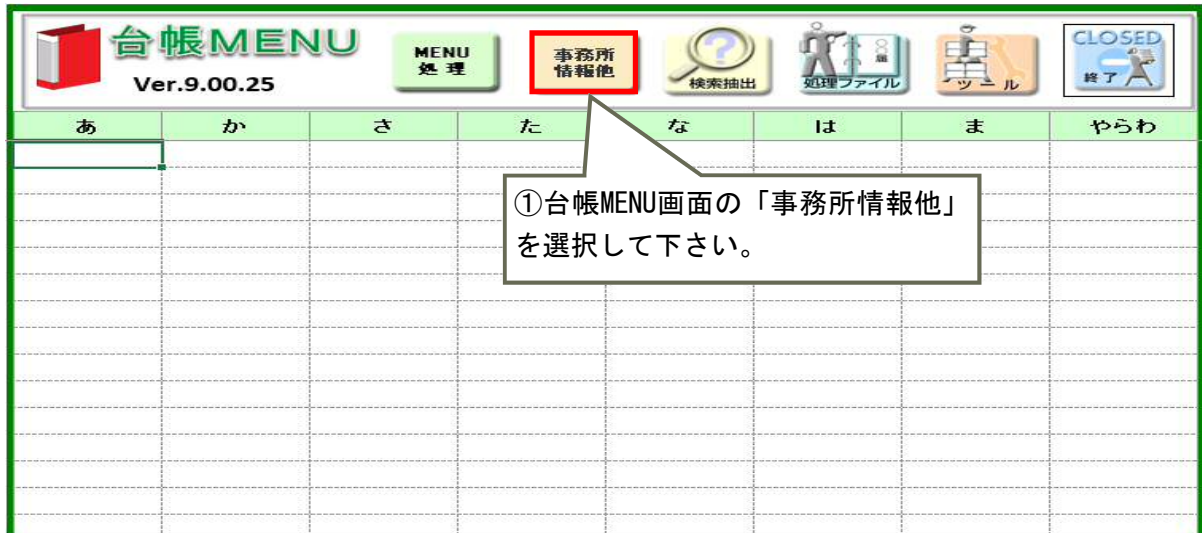 台帳MENU
Ver.9.00.25
MENU
処 理
事務所
情報他
検索抽出
届
処理ファイル
ツール
CLOSED
終了
あ か さ た な は ま やらわ
①台帳MENU画面の「事務所情報他」
を選択して下さい。